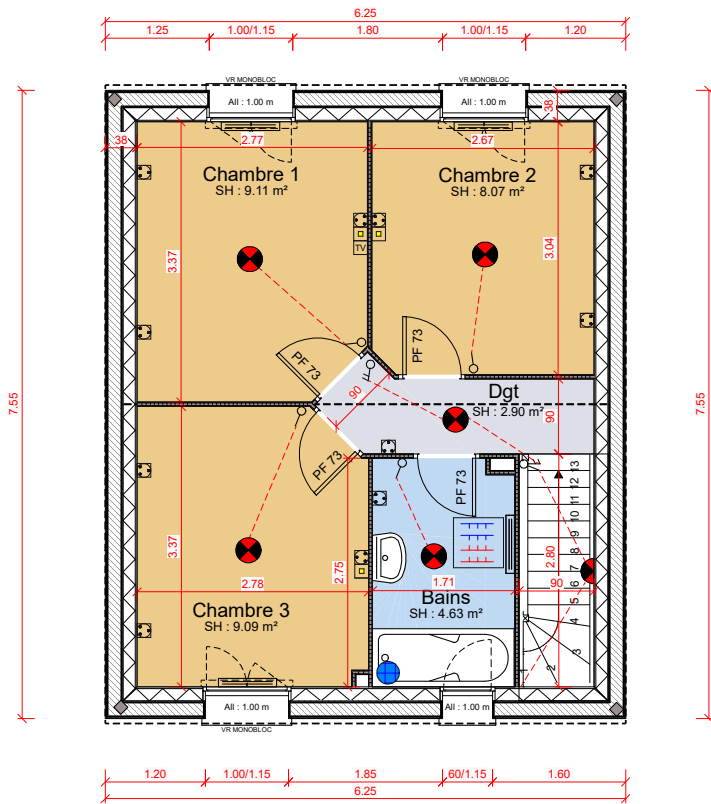 6.25
1.25
1.00/1.15
1.80
1.00/1.15
1.20
VR MONOBLOC
VR MONOBLOC
All : 1.00 m
All : 1.00 m
38
38
2.77
2.67
Chambre 1
SH : 9.11 m²
Chambre 2
SH : 8.07 m²
TV
3.37
3.04
7.55
7.55
PF 73
PF 73
90
Dgt
SH : 2.90 m²
90
PF 73
PF 73
13
12
11
10
9
8
7
6
5
4
3
2
3.37
2.75
2.80
2.78
1.71
90
Chambre 3
SH : 9.09 m²
Bains
SH : 4.63 m²
All : 1.00 m
All : 1.00 m
VR MONOBLOC
1.20
1.00/1.15
1.85
60/1.15
1.60
6.25